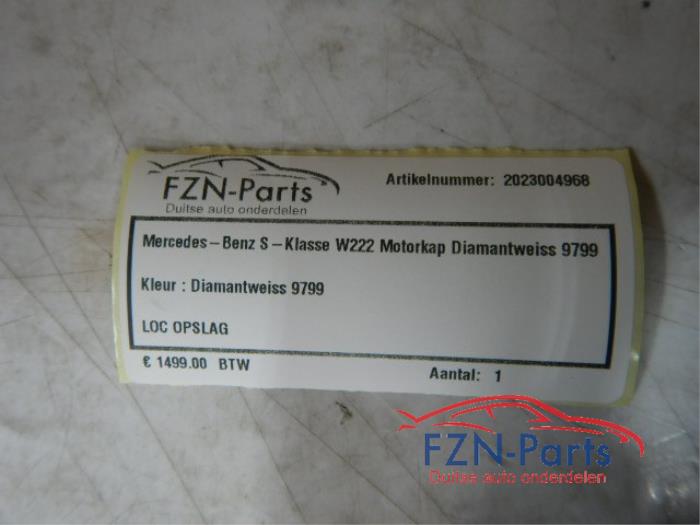 FZN-Parts
Duitse auto onderdelen
Artikelnummer: 2023004968
Mercedes-Benz S-Klasse W222 Motorkap Diamantweiss 9799
Kleur : Diamantweiss 9799
LOC OPSLAG
€ 1499.00 BTW
Aantal: 1
FZN-Parts
Duitse auto onderdelen